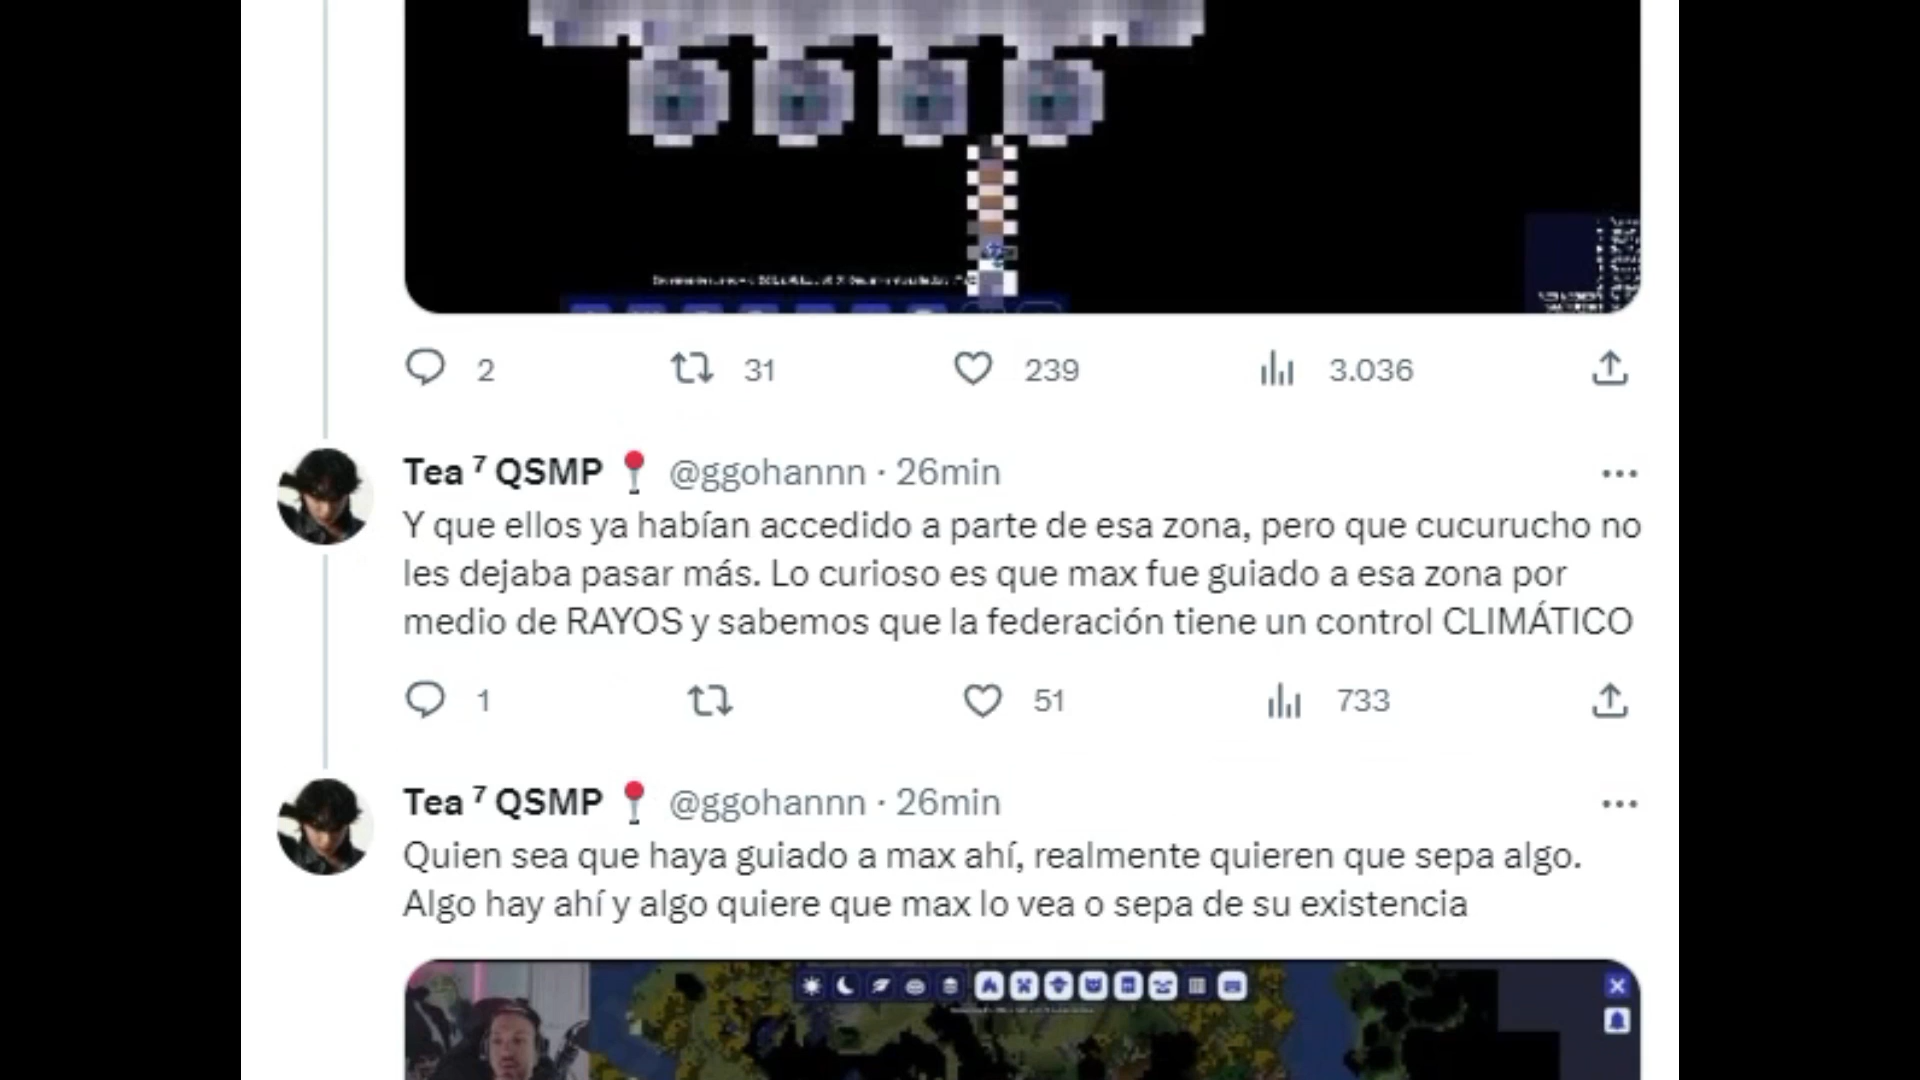 2 31 239 3.036
Tea ⁷ QSMP 📍 @ggohannn · 26min
Y que ellos ya habían accedido a parte de esa zona, pero que cucurucho no
les dejaba pasar más. Lo curioso es que max fue guiado a esa zona por
medio de RAYOS y sabemos que la federación tiene un control CLIMÁTICO
1 51 733
Tea ⁷ QSMP 📍 @ggohannn · 26min
Quien sea que haya guiado a max ahí, realmente quieren que sepa algo.
Algo hay ahí y algo quiere que max lo vea o sepa de su existencia